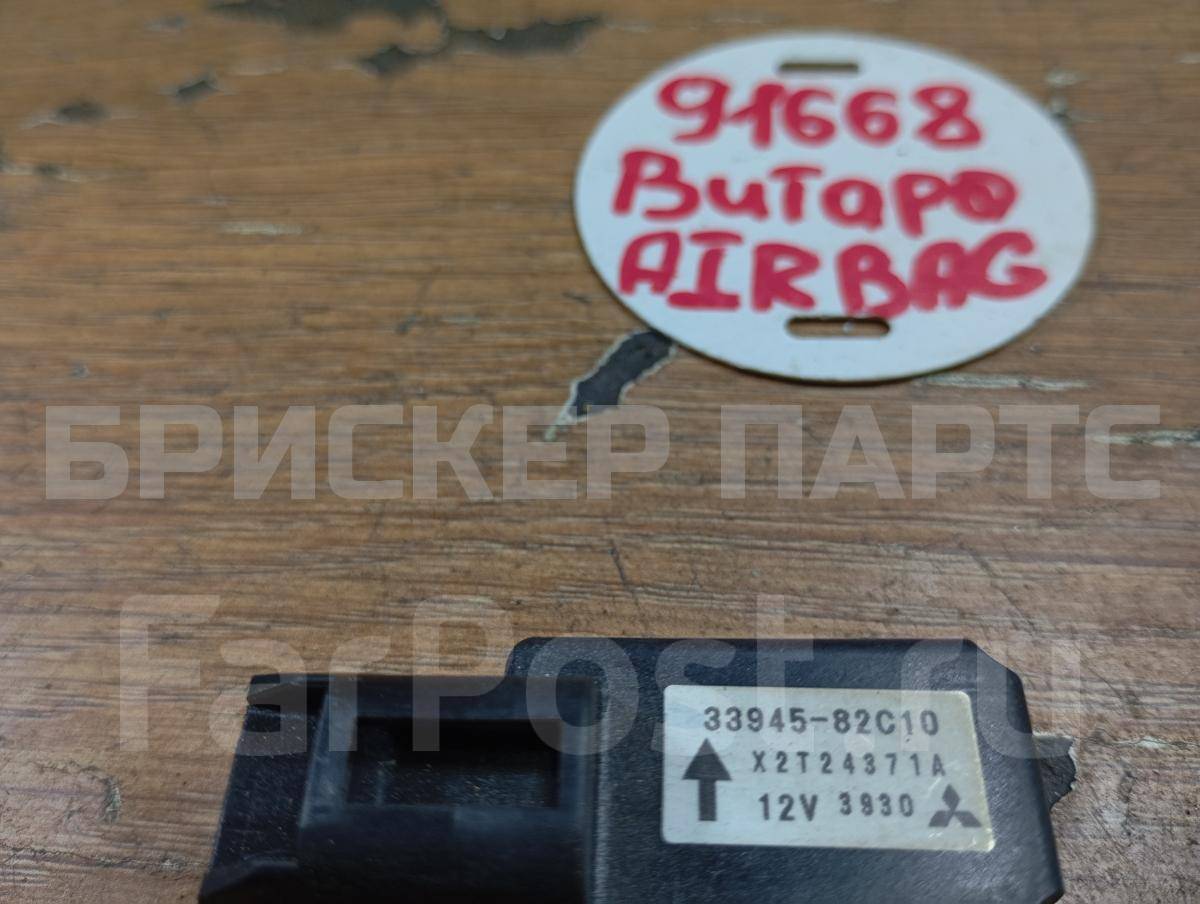 91668
Витара
AIRBAG
БРИСКЕР ПАРТС
FarPost.ru
33945-82C10
X2T24371A
12V 3930